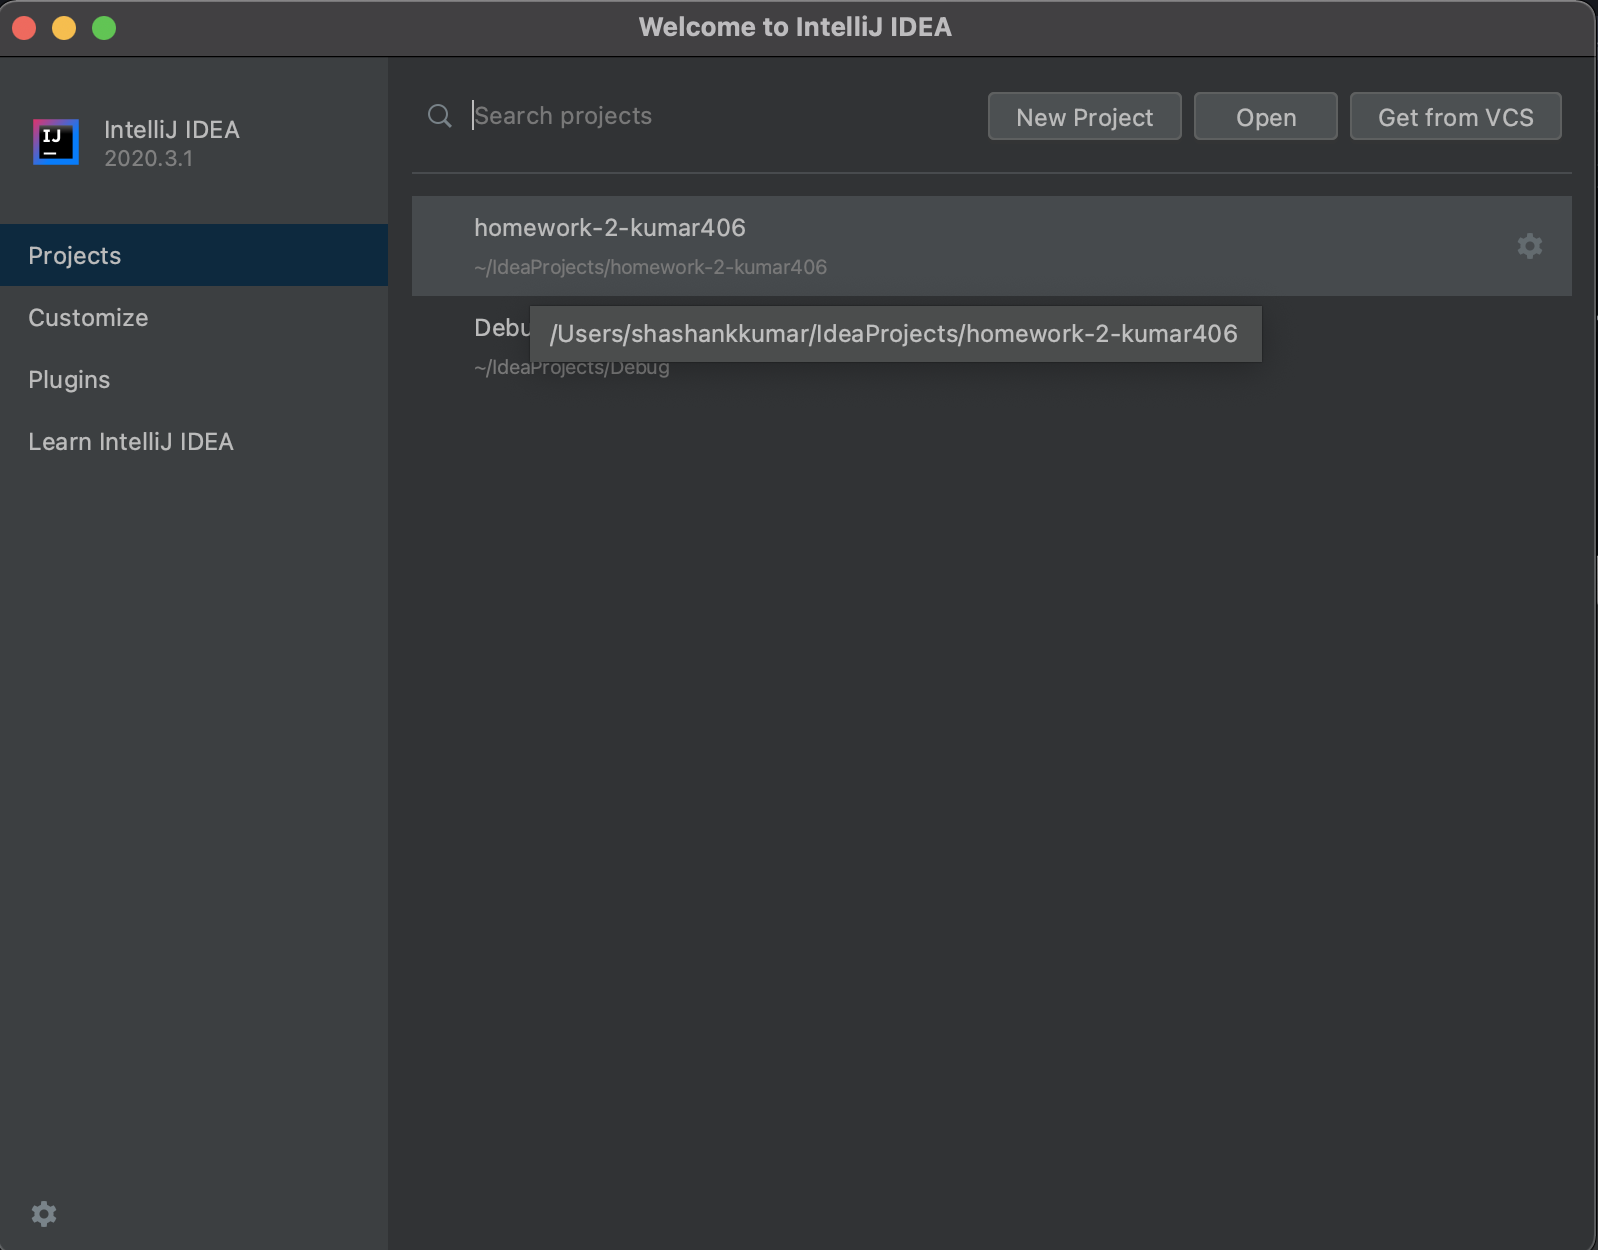 Welcome to IntelliJ IDEA
IJ
IntelliJ IDEA
2020.3.1
Projects
Customize
Plugins
Learn IntelliJ IDEA
Search projects
New Project
Open
Get from VCS
homework-2-kumar406
~/IdeaProjects/homework-2-kumar406
Debu
/Users/shashankkumar/IdeaProjects/homework-2-kumar406
~/IdeaProjects/Debug